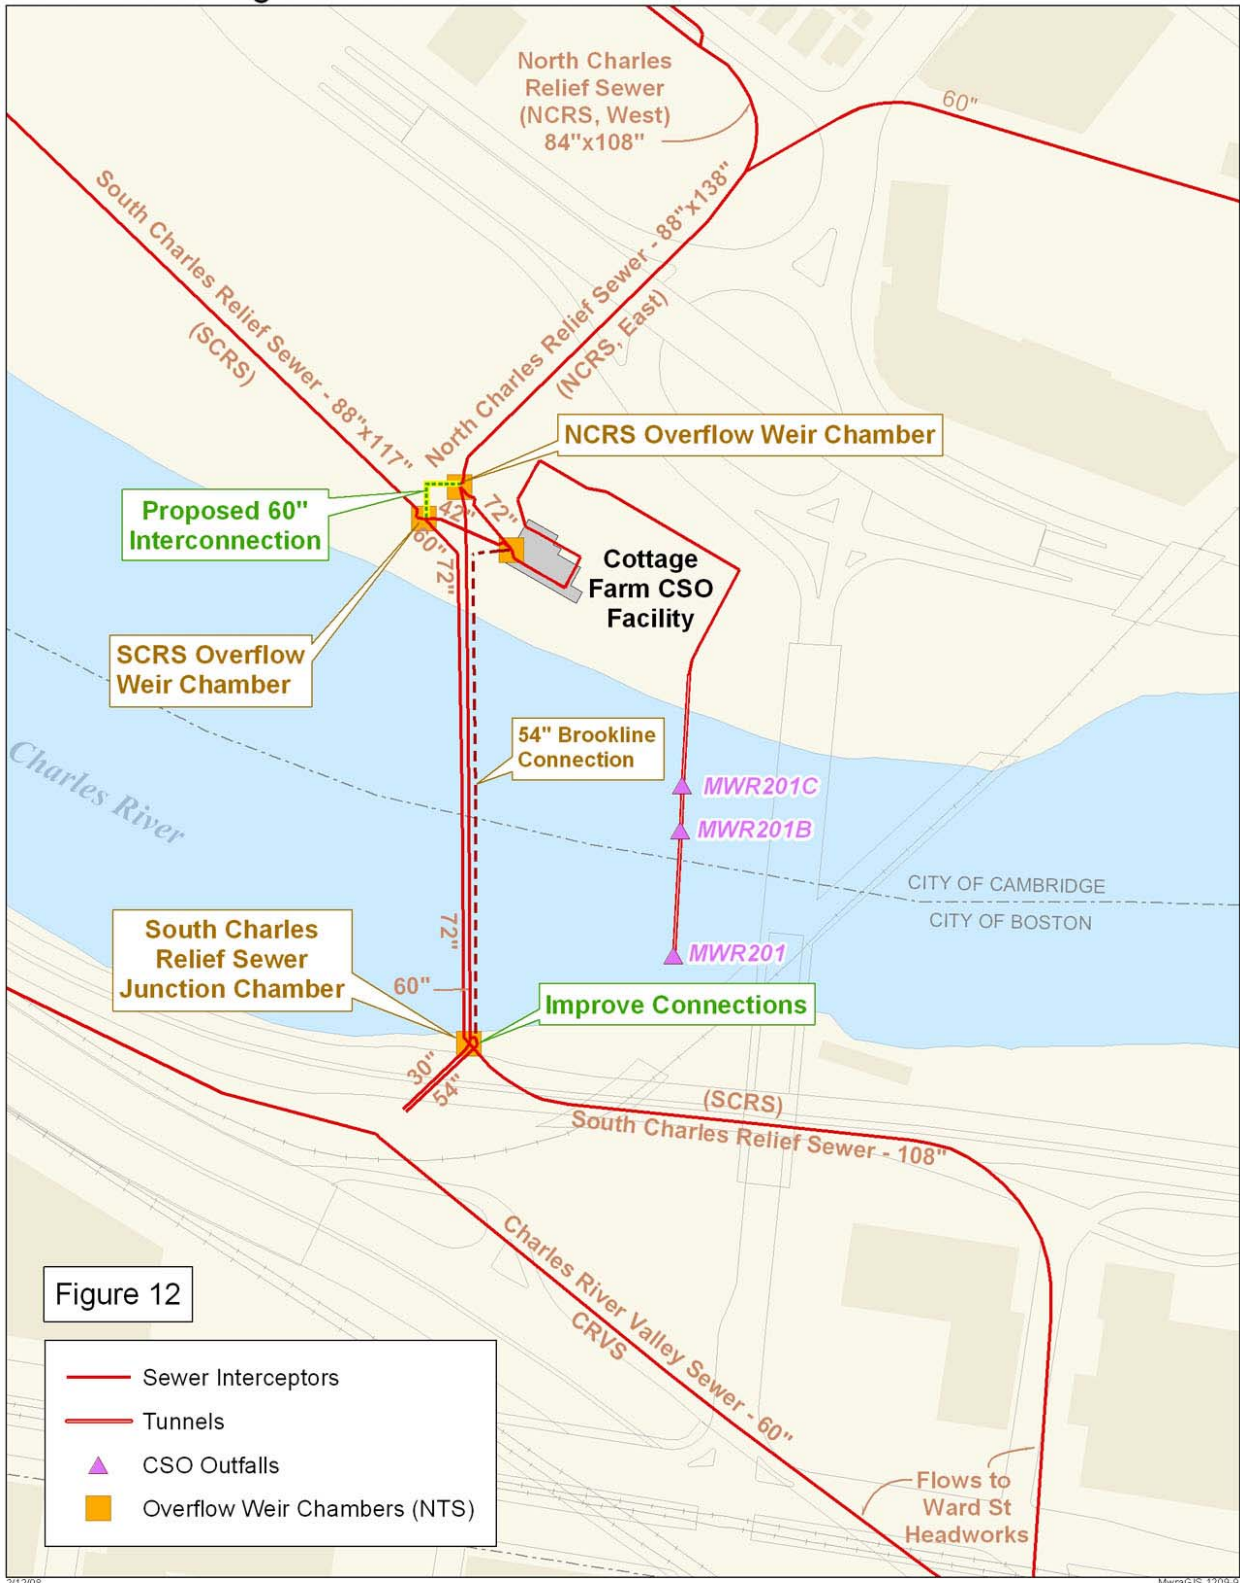 North Charles
Relief Sewer
(NCRS, West)
84"x108"
60"
South Charles Relief Sewer - 88"x117"
(SCRS)
North Charles Relief Sewer - 88"x138"
(NCRS, East)
NCRS Overflow Weir Chamber
Proposed 60"
Interconnection
42"
72"
60"
72"
Cottage
Farm CSO
Facility
SCRS Overflow
Weir Chamber
54" Brookline
Connection
Charles River
MWR201C
MWR201B
CITY OF CAMBRIDGE
CITY OF BOSTON
MWR201
South Charles
Relief Sewer
Junction Chamber
72"
60"
Improve Connections
30"
54"
(SCRS)
South Charles Relief Sewer - 108"
Charles River Valley Sewer - 60"
CRVS
Figure 12
Sewer Interceptors
Tunnels
CSO Outfalls
Overflow Weir Chambers (NTS)
Flows to
Ward St
Headworks